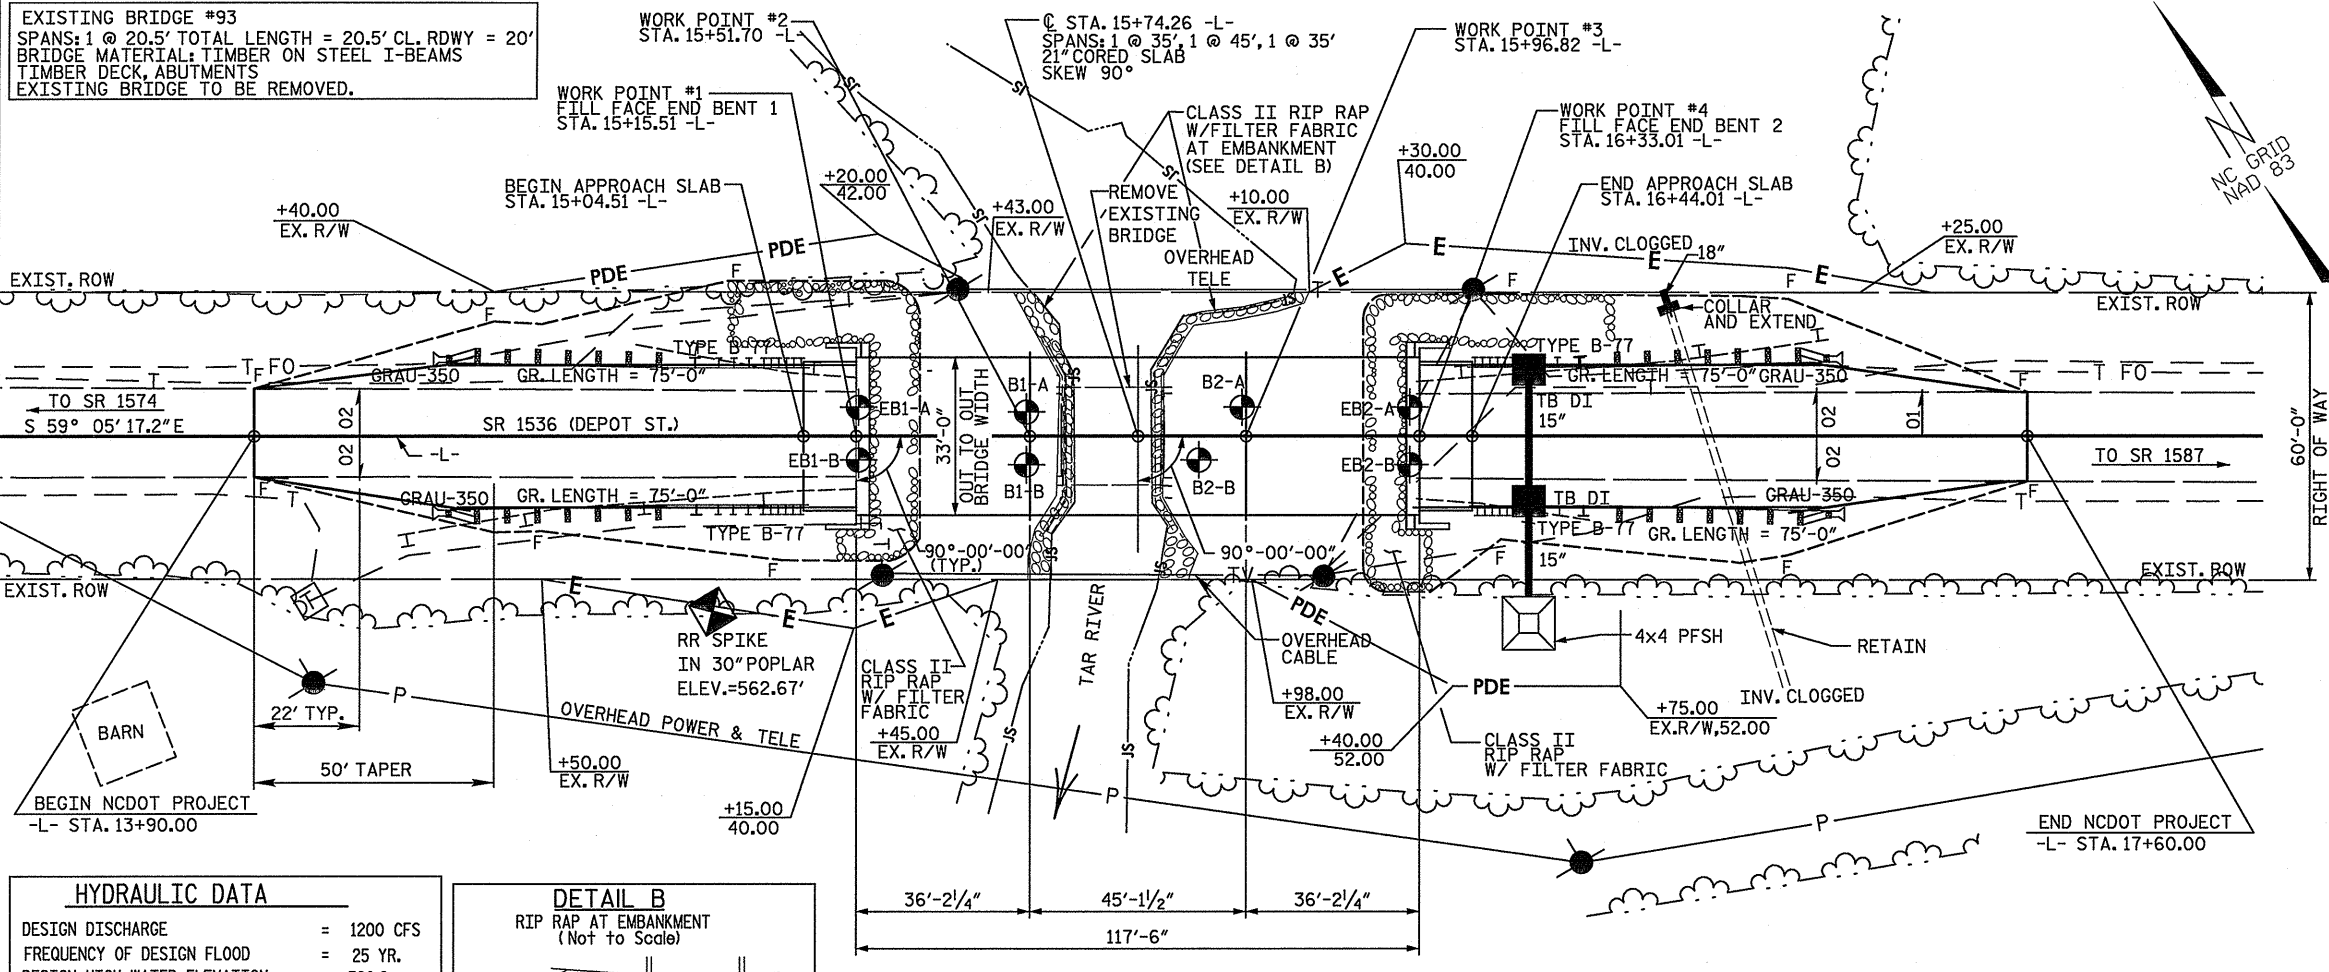 EXISTING BRIDGE #93
SPANS: 1 @ 20.5' TOTAL LENGTH = 20.5' CL. RDWY = 20'
BRIDGE MATERIAL: TIMBER ON STEEL I-BEAMS
TIMBER DECK, ABUTMENTS
EXISTING BRIDGE TO BE REMOVED.
WORK POINT #2
STA. 15+51.70 -L-
℄ STA. 15+74.26 -L-
SPANS: 1 @ 35', 1 @ 45', 1 @ 35'
21" CORED SLAB
SKEW 90°
WORK POINT #3
STA. 15+96.82 -L-
WORK POINT #1
FILL FACE END BENT 1
STA. 15+15.51 -L-
CLASS II RIP RAP
W/FILTER FABRIC
AT EMBANKMENT
(SEE DETAIL B)
WORK POINT #4
FILL FACE END BENT 2
STA. 16+33.01 -L-
NC GRID
NAD 83
BEGIN APPROACH SLAB
STA. 15+04.51 -L-
+20.00
42.00
+30.00
40.00
END APPROACH SLAB
STA. 16+44.01 -L-
REMOVE
EXISTING
BRIDGE
+40.00
EX. R/W
+43.00
EX. R/W
+10.00
EX. R/W
+25.00
EX. R/W
OVERHEAD
TELE
INV. CLOGGED
18"
PDE
PDE
E
E
E
E
JS
JS
JS
JS
EXIST. ROW
EXIST. ROW
COLLAR
AND EXTEND
F
F
F
F
TYPE B-77
TYPE B-77
T FO
GRAU-350
GR. LENGTH = 75'-0"
GR. LENGTH = 75'-0"
GRAU-350
T FO
TO SR 1574
S 59° 05' 17.2" E
SR 1536 (DEPOT ST.)
-L-
02
02
EB1-A
EB1-B
33'-0"
OUT TO OUT
BRIDGE WIDTH
B1-A
B1-B
B2-A
B2-B
EB2-A
EB2-B
TB DI
15"
02
02
01
TO SR 1587
60'-0"
RIGHT OF WAY
GRAU-350
GR. LENGTH = 75'-0"
TYPE B-77
TB DI
TYPE B-77
15"
GRAU-350
GR. LENGTH = 75'-0"
90°-00'-00"
(TYP.)
90°-00'-00"
EXIST. ROW
EXIST. ROW
E
E
E
PDE
PDE
RR SPIKE
IN 30" POPLAR
ELEV.=562.67'
CLASS II
RIP RAP
W/ FILTER
FABRIC
TAR RIVER
OVERHEAD
CABLE
4x4 PFSH
RETAIN
INV. CLOGGED
BARN
22' TYP.
P
OVERHEAD POWER & TELE
+45.00
EX. R/W
+98.00
EX. R/W
+75.00
EX.R/W,52.00
+40.00
52.00
CLASS II
RIP RAP
W/ FILTER FABRIC
50' TAPER
+50.00
EX. R/W
+15.00
40.00
P
P
BEGIN NCDOT PROJECT
-L- STA. 13+90.00
END NCDOT PROJECT
-L- STA. 17+60.00
36'-2¼"
45'-1½"
36'-2¼"
117'-6"
HYDRAULIC DATA
DESIGN DISCHARGE = 1200 CFS
FREQUENCY OF DESIGN FLOOD = 25 YR.
DETAIL B
RIP RAP AT EMBANKMENT
(Not to Scale)